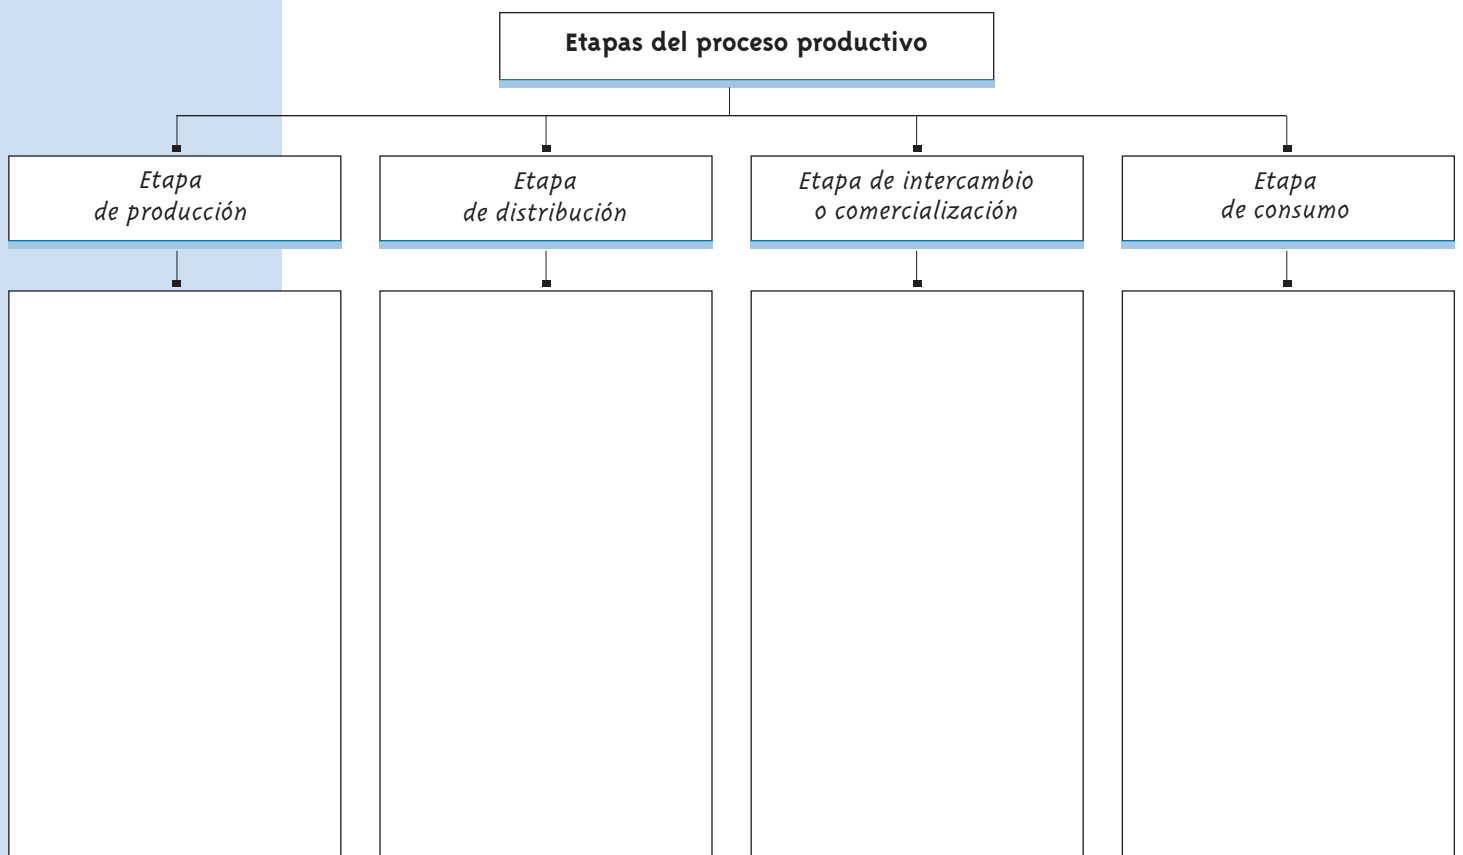 Etapas del proceso productivo
Etapa
de producción
Etapa
de distribución
Etapa de intercambio
o comercialización
Etapa
de consumo